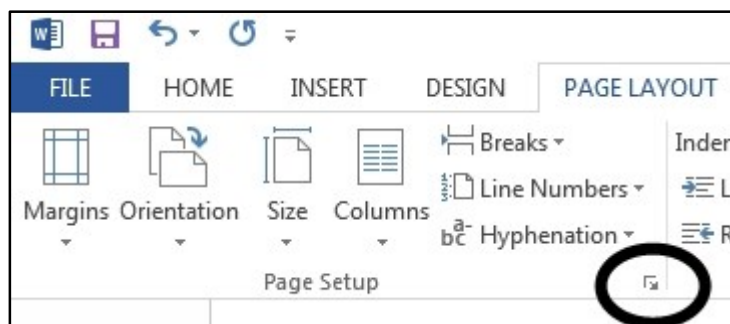 FILE HOME INSERT DESIGN PAGE LAYOUT
Breaks
Line Numbers
Margins Orientation Size Columns
Hyphenation
Page Setup